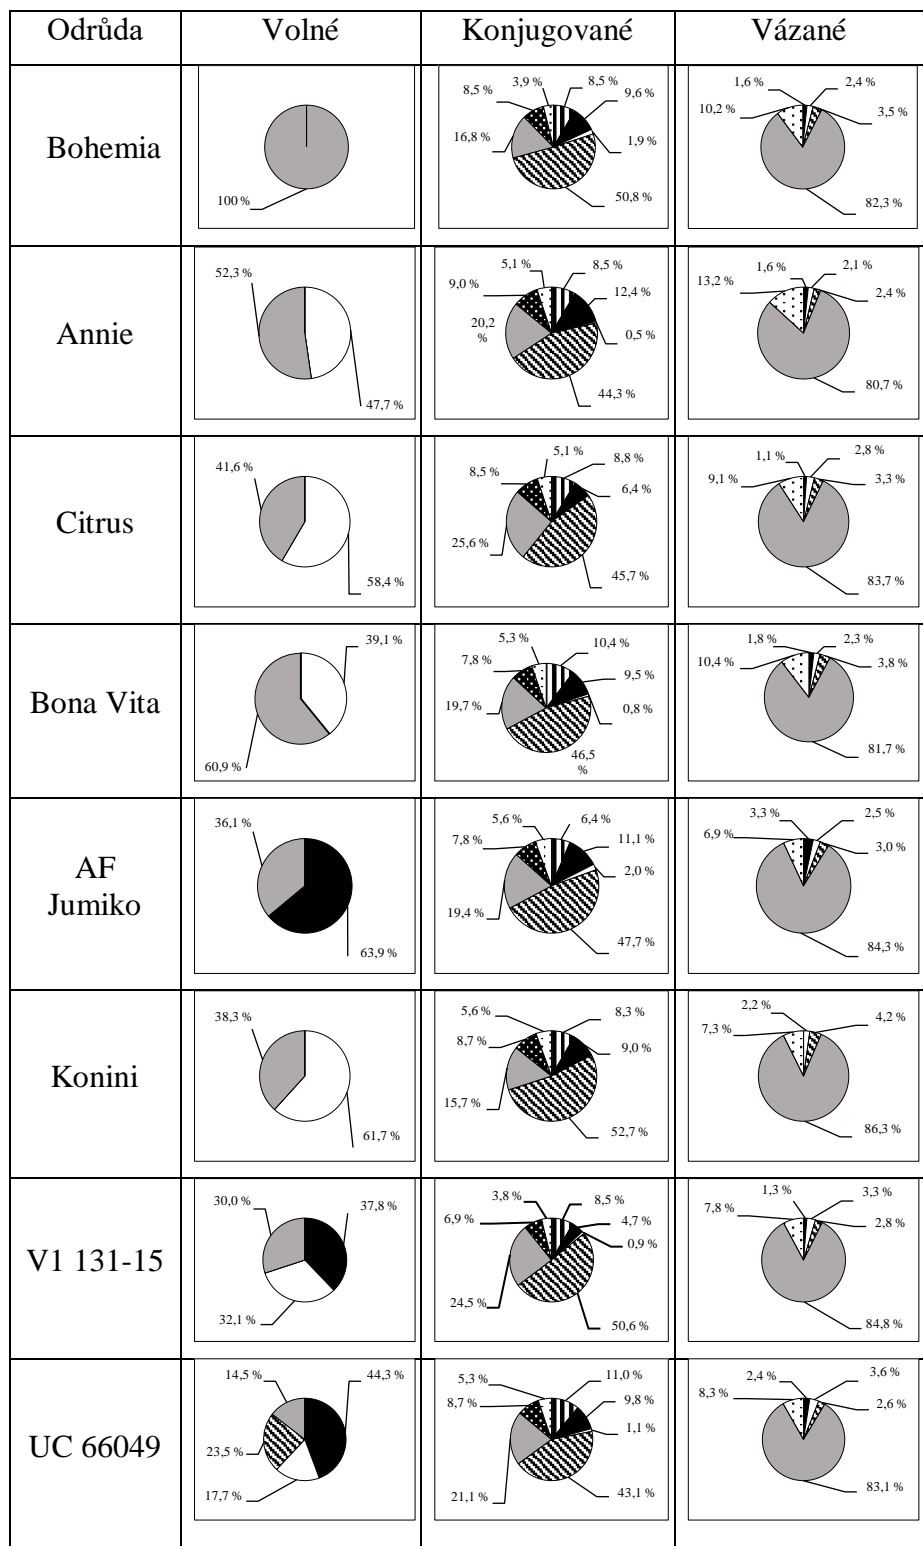 Odrůda Volné Konjugované Vázané
Bohemia
100 %
8,5 % 3,9 % 8,5 % 9,6 %
16,8 % 1,9 %
50,8 %
1,6 % 2,4 %
10,2 % 3,5 %
82,3 %
Annie
52,3 %
47,7 %
5,1 % 8,5 %
9,0 % 12,4 %
20,2
%
0,5 %
44,3 %
1,6 % 2,1 %
13,2 % 2,4 %
80,7 %
Citrus
41,6 %
58,4 %
5,1 % 8,8 %
8,5 % 6,4 %
25,6 %
45,7 %
1,1 % 2,8 %
9,1 % 3,3 %
83,7 %
Bona Vita
39,1 %
60,9 %
5,3 % 10,4 %
7,8 % 9,5 %
19,7 % 0,8 %
46,5
%
1,8 % 2,3 %
10,4 % 3,8 %
81,7 %
AF
Jumiko
36,1 %
63,9 %
5,6 % 6,4 %
7,8 % 11,1 %
2,0 %
19,4 %
47,7 %
3,3 % 2,5 %
6,9 % 3,0 %
84,3 %
Konini
38,3 %
61,7 %
5,6 % 8,3 %
8,7 % 9,0 %
15,7 %
52,7 %
2,2 % 4,2 %
7,3 %
86,3 %
V1 131-15
30,0 % 37,8 %
32,1 %
3,8 % 8,5 %
6,9 % 4,7 %
0,9 %
24,5 %
50,6 %
1,3 % 3,3 %
7,8 % 2,8 %
84,8 %
UC 66049
14,5 % 44,3 %
23,5 %
17,7 %
5,3 % 11,0 %
8,7 % 9,8 %
1,1 %
21,1 % 43,1 %
2,4 % 3,6 %
8,3 % 2,6 %
83,1 %